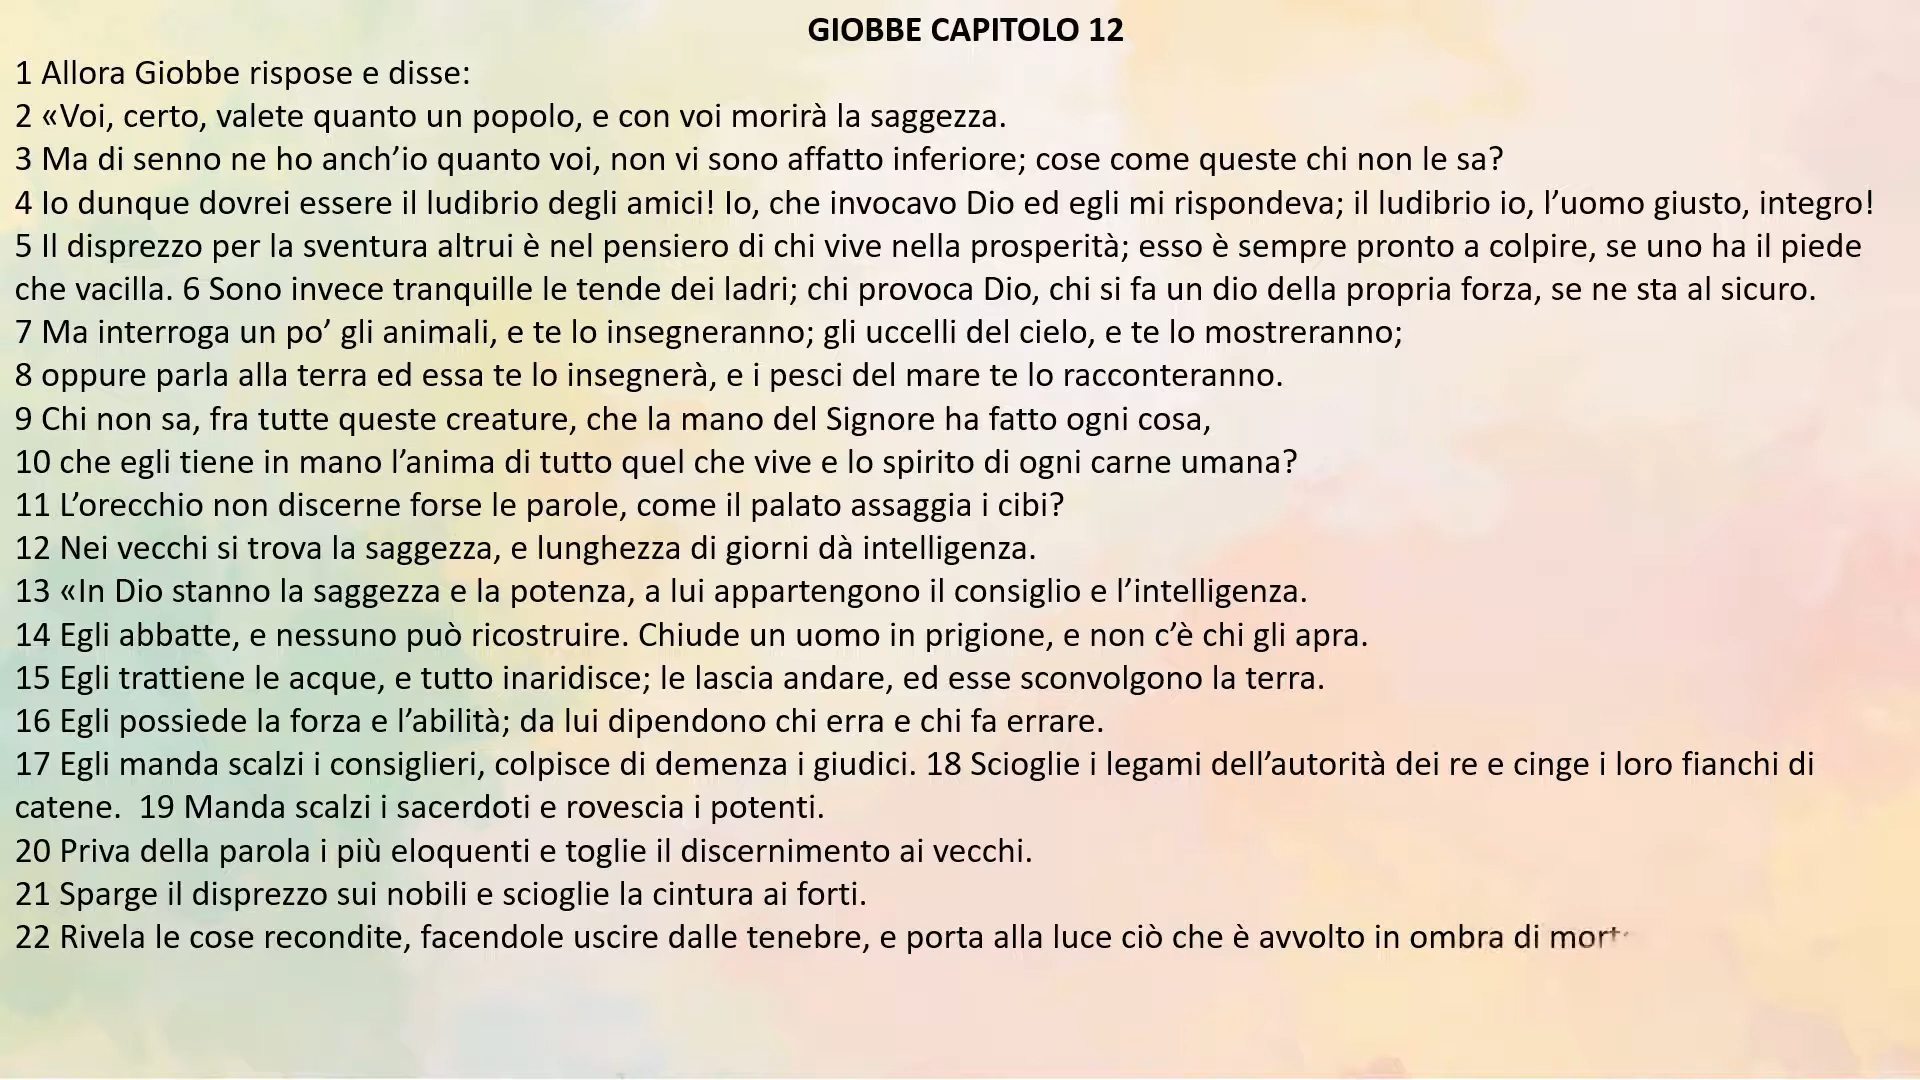 GIOBBE CAPITOLO 12
1 Allora Giobbe rispose e disse:
2 «Voi, certo, valete quanto un popolo, e con voi morirà la saggezza.
3 Ma di senno ne ho anch’io quanto voi, non vi sono affatto inferiore; cose come queste chi non le sa?
4 Io dunque dovrei essere il ludibrio degli amici! Io, che invocavo Dio ed egli mi rispondeva; il ludibrio io, l’uomo giusto, integro!
5 Il disprezzo per la sventura altrui è nel pensiero di chi vive nella prosperità; esso è sempre pronto a colpire, se uno ha il piede
che vacilla. 6 Sono invece tranquille le tende dei ladri; chi provoca Dio, chi si fa un dio della propria forza, se ne sta al sicuro.
7 Ma interroga un po’ gli animali, e te lo insegneranno; gli uccelli del cielo, e te lo mostreranno;
8 oppure parla alla terra ed essa te lo insegnerà, e i pesci del mare te lo racconteranno.
9 Chi non sa, fra tutte queste creature, che la mano del Signore ha fatto ogni cosa,
10 che egli tiene in mano l’anima di tutto quel che vive e lo spirito di ogni carne umana?
11 L’orecchio non discerne forse le parole, come il palato assaggia i cibi?
12 Nei vecchi si trova la saggezza, e lunghezza di giorni dà intelligenza.
13 «In Dio stanno la saggezza e la potenza, a lui appartengono il consiglio e l’intelligenza.
14 Egli abbatte, e nessuno può ricostruire. Chiude un uomo in prigione, e non c’è chi gli apra.
15 Egli trattiene le acque, e tutto inaridisce; le lascia andare, ed esse sconvolgono la terra.
16 Egli possiede la forza e l’abilità; da lui dipendono chi erra e chi fa errare.
17 Egli manda scalzi i consiglieri, colpisce di demenza i giudici. 18 Scioglie i legami dell’autorità dei re e cinge i loro fianchi di
catene.  19 Manda scalzi i sacerdoti e rovescia i potenti.
20 Priva della parola i più eloquenti e toglie il discernimento ai vecchi.
21 Sparge il disprezzo sui nobili e scioglie la cintura ai forti.
22 Rivela le cose recondite, facendole uscire dalle tenebre, e porta alla luce ciò che è avvolto in ombra di